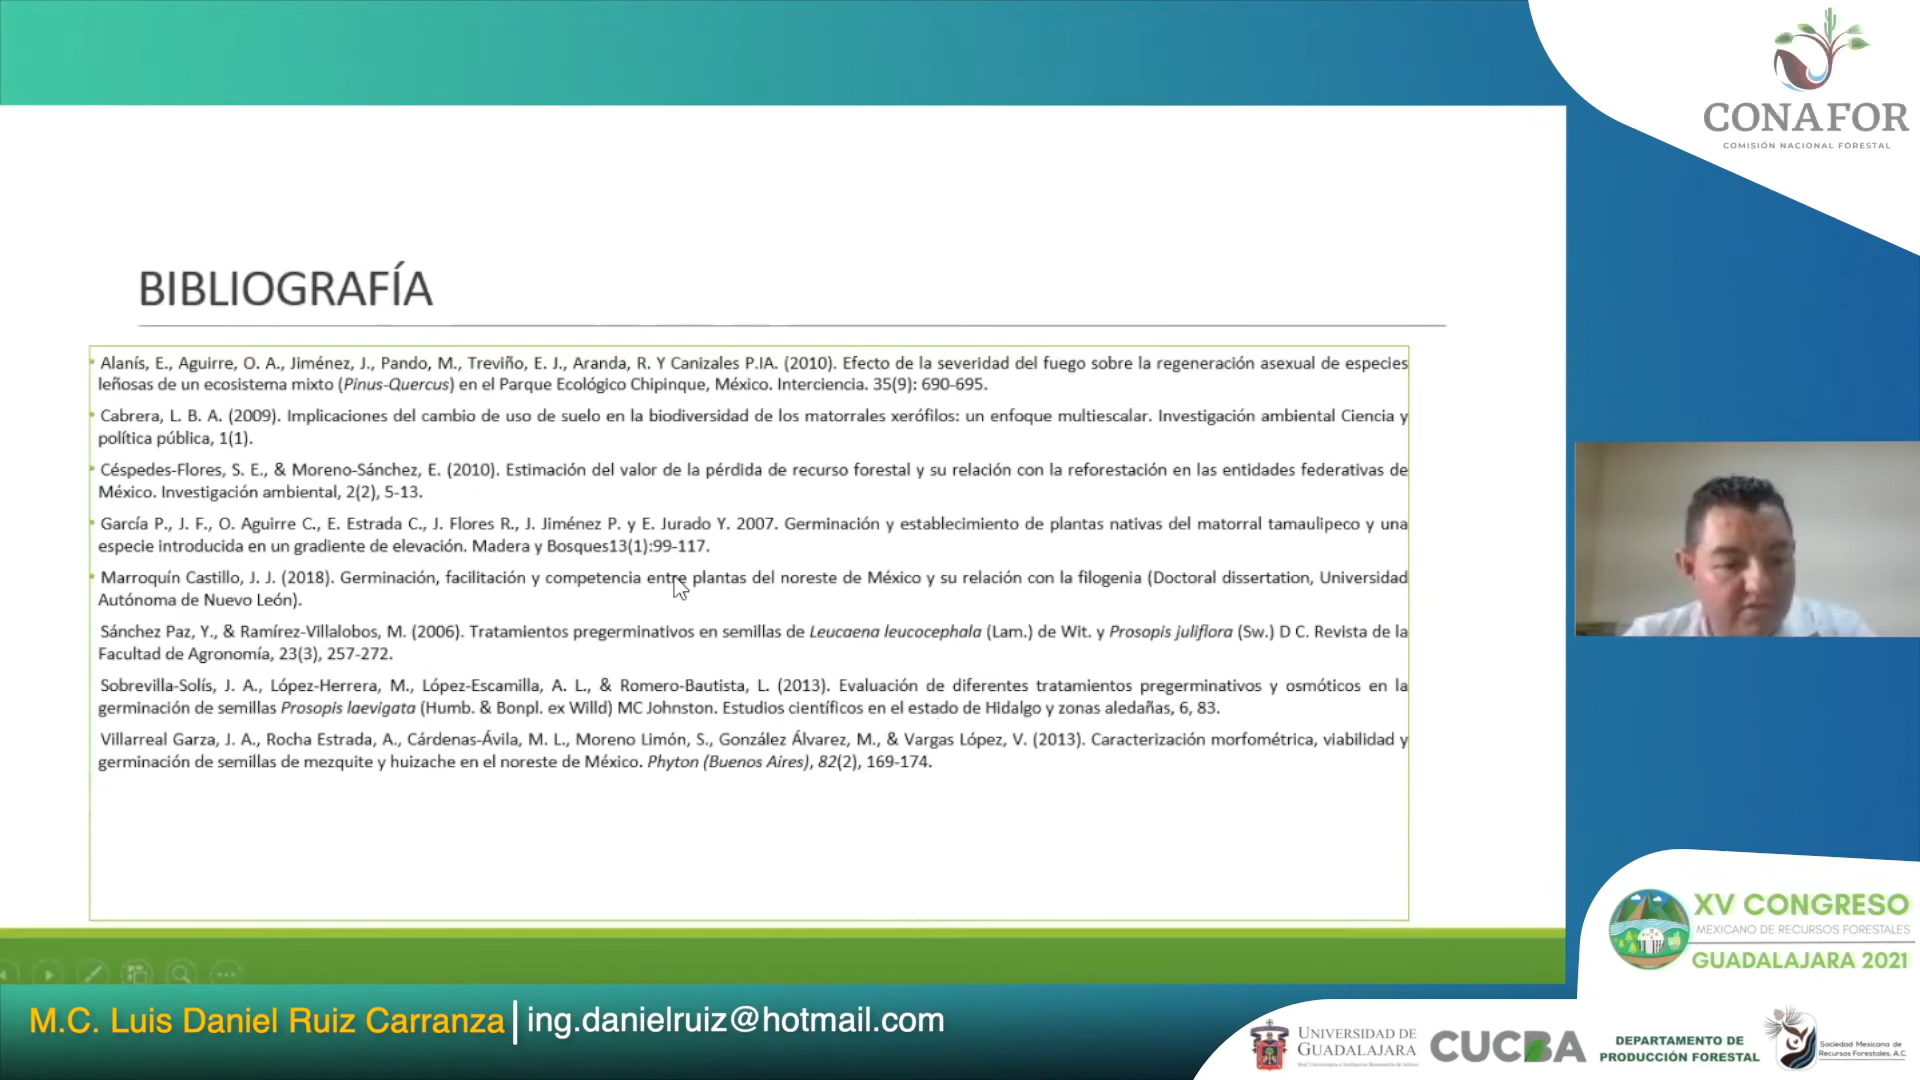 CONAFOR
COMISIÓN NACIONAL FORESTAL
BIBLIOGRAFÍA
Alanís, E., Aguirre, O. A., Jiménez, J., Pando, M., Treviño, E. J., Aranda, R. Y Canizales P.IA. (2010). Efecto de la severidad del fuego sobre la regeneración asexual de especies
leñosas de un ecosistema mixto (Pinus-Quercus) en el Parque Ecológico Chipinque, México. Interciencia. 35(9): 690-695.
Cabrera, L. B. A. (2009). Implicaciones del cambio de uso de suelo en la biodiversidad de los matorrales xerófilos: un enfoque multiescalar. Investigación ambiental Ciencia y
política pública, 1(1).
Céspedes-Flores, S. E., & Moreno-Sánchez, E. (2010). Estimación del valor de la pérdida de recurso forestal y su relación con la reforestación en las entidades federativas de
México. Investigación ambiental, 2(2), 5-13.
García P., J. F., O. Aguirre C., E. Estrada C., J. Flores R., J. Jiménez P. y E. Jurado Y. 2007. Germinación y establecimiento de plantas nativas del matorral tamaulipeco y una
especie introducida en un gradiente de elevación. Madera y Bosques13(1):99-117.
Marroquín Castillo, J. J. (2018). Germinación, facilitación y competencia entre plantas del noreste de México y su relación con la filogenia (Doctoral dissertation, Universidad
Autónoma de Nuevo León).
Sánchez Paz, Y., & Ramírez-Villalobos, M. (2006). Tratamientos pregerminativos en semillas de Leucaena leucocephala (Lam.) de Wit. y Prosopis juliflora (Sw.) D C. Revista de la
Facultad de Agronomía, 23(3), 257-272.
Sobrevilla-Solís, J. A., López-Herrera, M., López-Escamilla, A. L., & Romero-Bautista, L. (2013). Evaluación de diferentes tratamientos pregerminativos y osmóticos en la
germinación de semillas Prosopis laevigata (Humb. & Bonpl. ex Willd) MC Johnston. Estudios científicos en el estado de Hidalgo y zonas aledañas, 6, 83.
Villarreal Garza, J. A., Rocha Estrada, A., Cárdenas-Ávila, M. L., Moreno Limón, S., González Álvarez, M., & Vargas López, V. (2013). Caracterización morfométrica, viabilidad y
germinación de semillas de mezquite y huizache en el noreste de México. Phyton (Buenos Aires), 82(2), 169-174.
XV CONGRESO
MEXICANO DE RECURSOS FORESTALES
GUADALAJARA 2021
M.C. Luis Daniel Ruiz Carranza | ing.danielruiz@hotmail.com
UNIVERSIDAD DE
GUADALAJARA
CUCBA
DEPARTAMENTO DE
PRODUCCIÓN FORESTAL
Sociedad Mexicana de
Recursos Forestales, A.C.